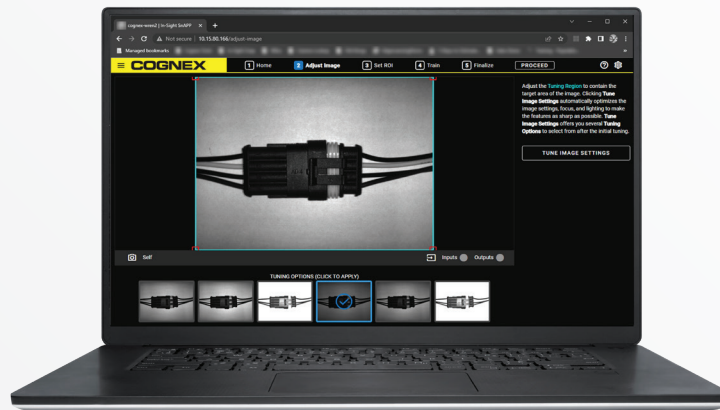 cognex-wren2 | In-Sight SnAPP
Not secure | 10.15.80.166/adjust-image
Managed bookmarks
COGNEX
1 Home
2 Adjust Image
3 Set ROI
4 Train
5 Finalize
PROCEED
Adjust the Tuning Region to contain the
target area of the image. Clicking Tune
Image Settings automatically optimizes the
image settings, focus, and lighting to make
the features as sharp as possible. Tune
Image Settings offers you several Tuning
Options to select from after the initial tuning.
TUNE IMAGE SETTINGS
Self
Inputs
Outputs
TUNING OPTIONS (CLICK TO APPLY)